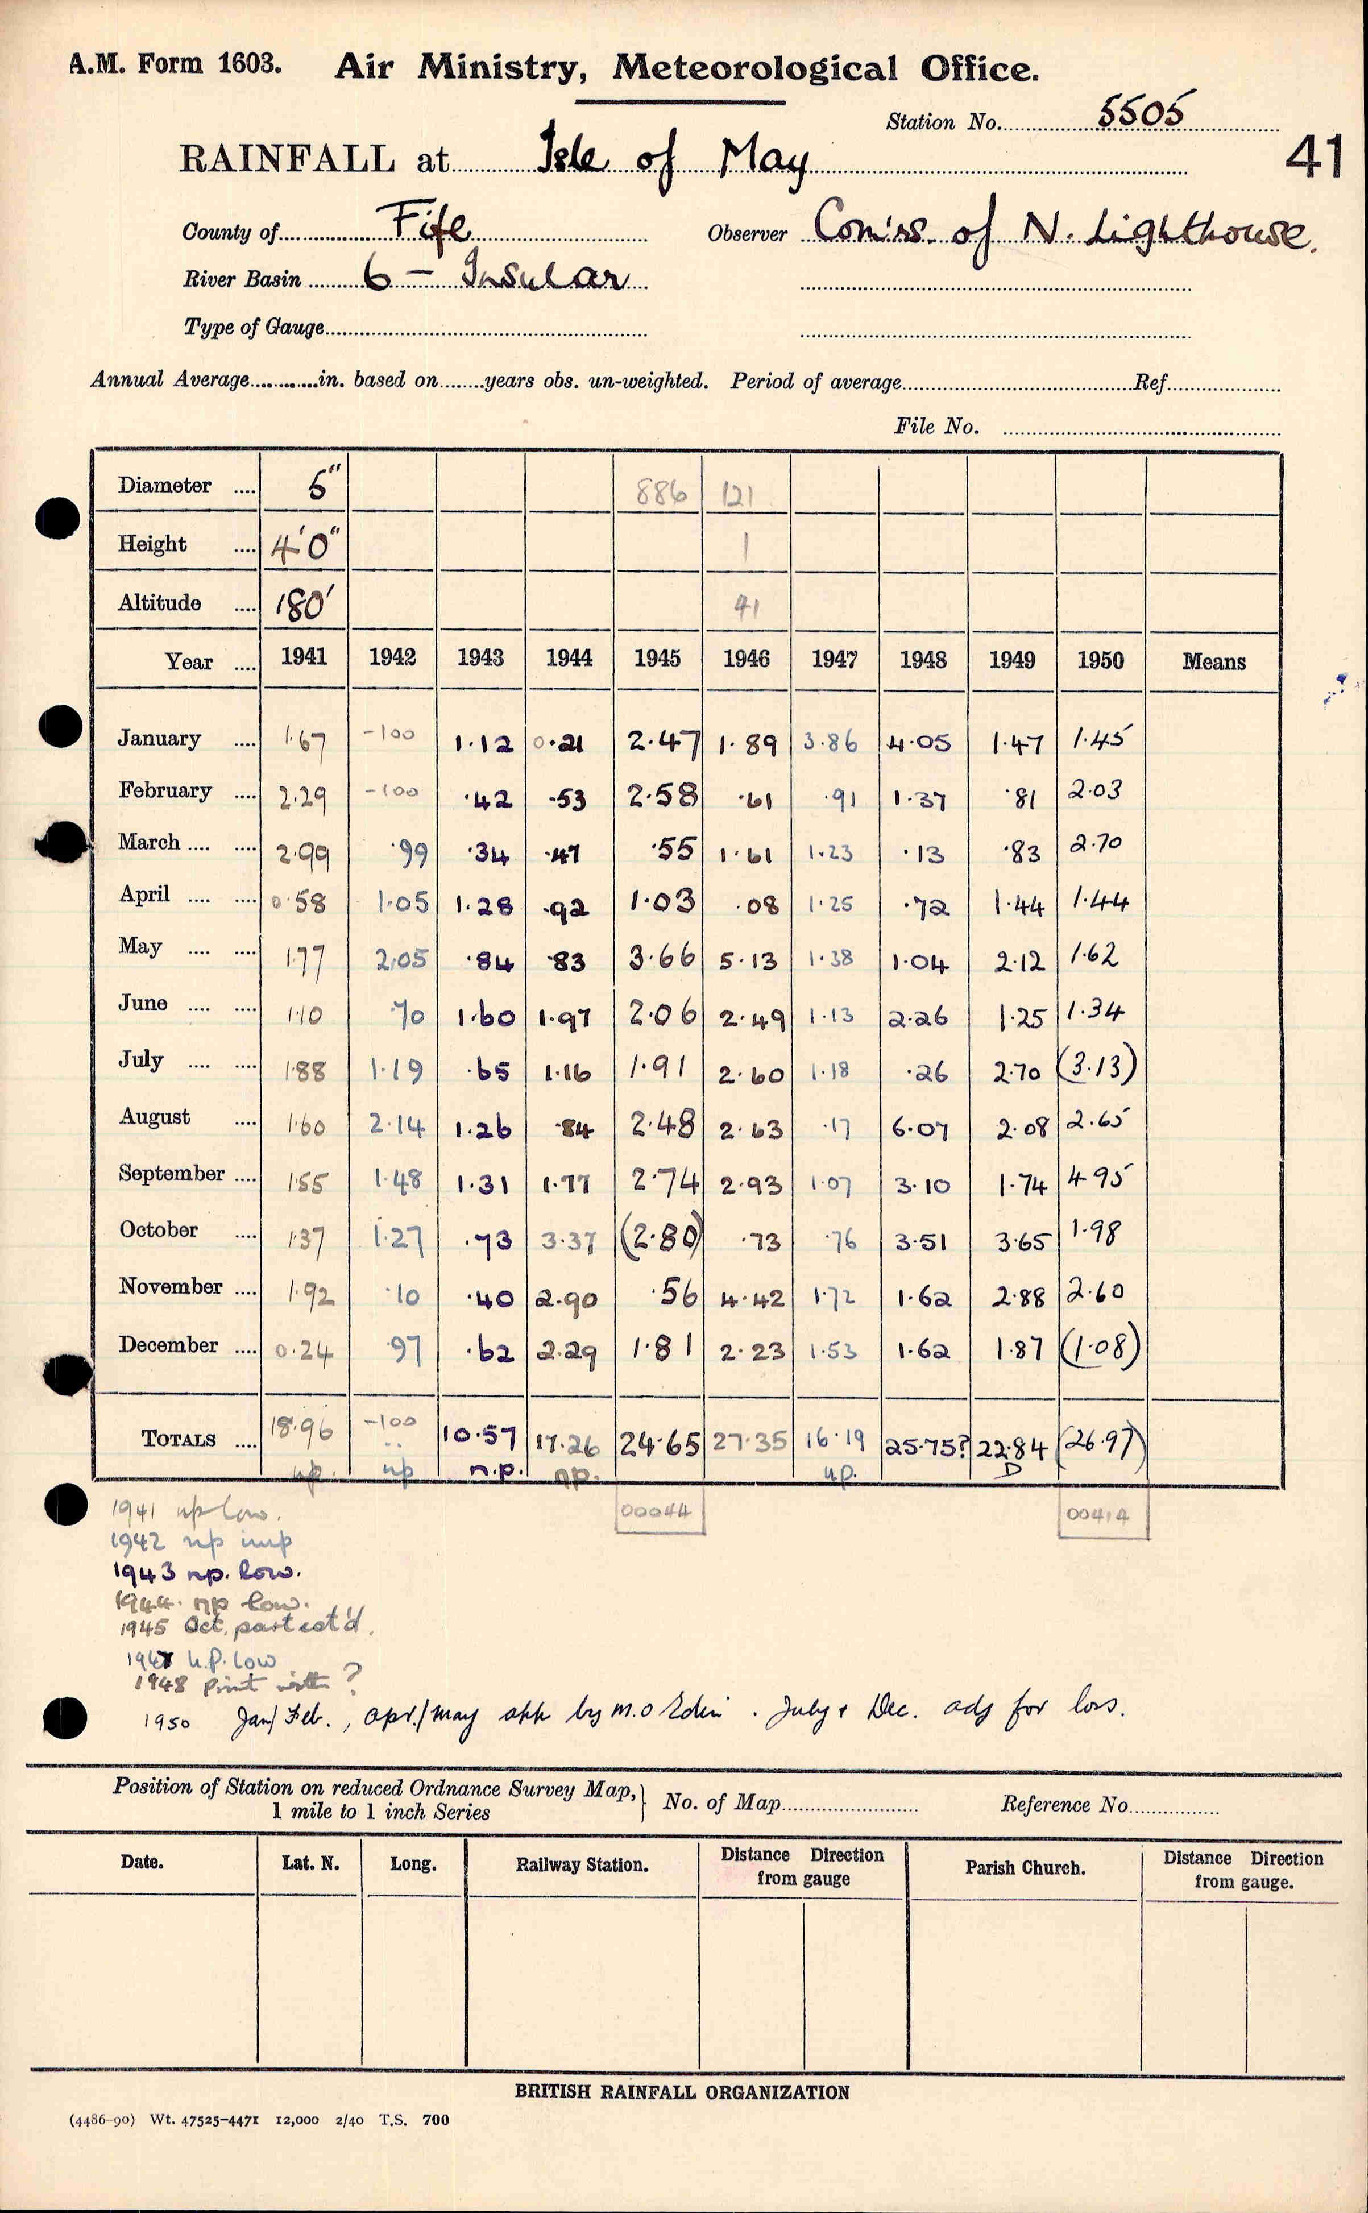 A.M. Form 1603. Air Ministry, Meteorological Office.
Station No. 5505
41
RAINFALL at Isle of May
County of Fife Observer Com'rs. of N. Lighthouse.
River Basin 6 – Insular
Type of Gauge
Annual Average in. based on years obs. un-weighted. Period of average Ref.
File No.
Diameter .... 5" 886 121
Height .... 4'0" 1
Altitude .... 180' 41
Year .... 1941 1942 1943 1944 1945 1946 1947 1948 1949 1950 Means
January .... 1.67 -100 1.12 0.21 2.47 1.89 3.86 4.05 1.47 1.45
February .... 2.29 -100 .42 .53 2.58 .61 .91 1.37 .81 2.03
March .... .... 2.99 .99 .34 .47 .55 1.61 1.23 .13 .83 2.70
April .... .... 0.58 1.05 1.28 .92 1.03 .08 1.25 .72 1.44 1.44
May .... .... 1.77 2.05 .84 .83 3.66 5.13 1.38 1.04 2.12 1.62
June .... .... 1.10 .70 1.60 1.97 2.06 2.49 1.13 2.26 1.25 1.34
July .... .... 1.88 1.19 .65 1.16 1.91 2.60 1.18 .26 2.70 (3.13)
August .... 1.60 2.14 1.26 .84 2.48 2.63 .17 6.07 2.08 2.65
September .... 1.55 1.48 1.31 1.77 2.74 2.93 1.07 3.10 1.74 4.95
October .... 1.37 1.27 .73 3.37 (2.80) .73 .76 3.51 3.65 1.98
November .... 1.92 .10 .40 2.90 .56 4.42 1.72 1.62 2.88 2.60
December .... 0.24 .97 .62 2.29 1.81 2.23 1.53 1.62 1.87 (1.08)
TOTALS .... 18.96 -100 10.57 17.26 24.65 27.35 16.19 25.75? 22.84 (26.97)
np. np n.p. np. np. D
00044 00414
1941 np low.
1942 np imp
1943 np. low.
1944. np low.
1945 Oct. part est'd.
1947 n.p. low
1948 print with ?
1950 Jan/Feb., apr./may app by M.O Edin. July & Dec. adj for loss.
Position of Station on reduced Ordnance Survey Map, 1 mile to 1 inch Series } No. of Map Reference No.
Date. Lat. N. Long. Railway Station. Distance Direction from gauge Parish Church. Distance Direction from gauge.
BRITISH RAINFALL ORGANIZATION
(4486-90) Wt. 47525-4471 12,000 2/40 T.S. 700